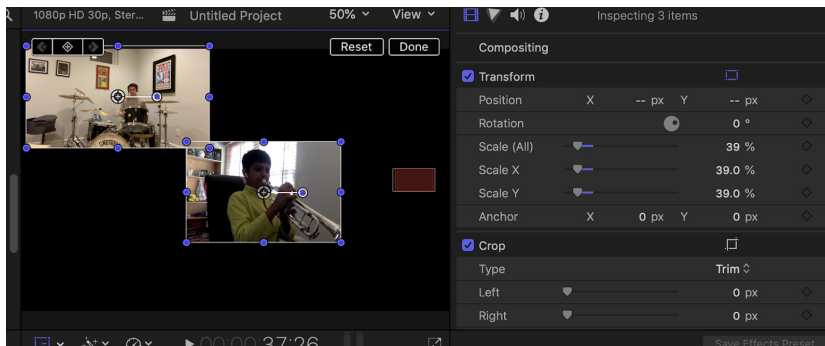 1080p HD 30p, Ster... Untitled Project 50% View
Inspecting 3 items
Reset Done
Compositing
Transform
Position X -- px Y -- px
Rotation 0 °
Scale (All) 39 %
Scale X 39.0 %
Scale Y 39.0 %
Anchor X 0 px Y 0 px
Crop
Type Trim
Left 0 px
Right 0 px
00:00:37:26
Save Effects Preset